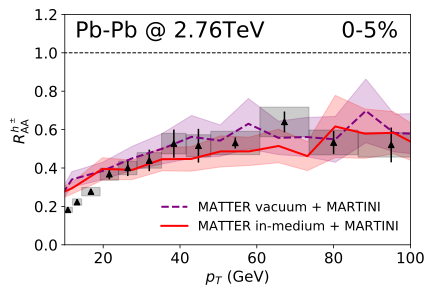 Pb-Pb @ 2.76TeV 0-5%
1.2
1.0
0.8
0.6
0.4
0.2
0.0
R_AA^h±
MATTER vacuum + MARTINI
MATTER in-medium + MARTINI
20 40 60 80 100
p_T (GeV)